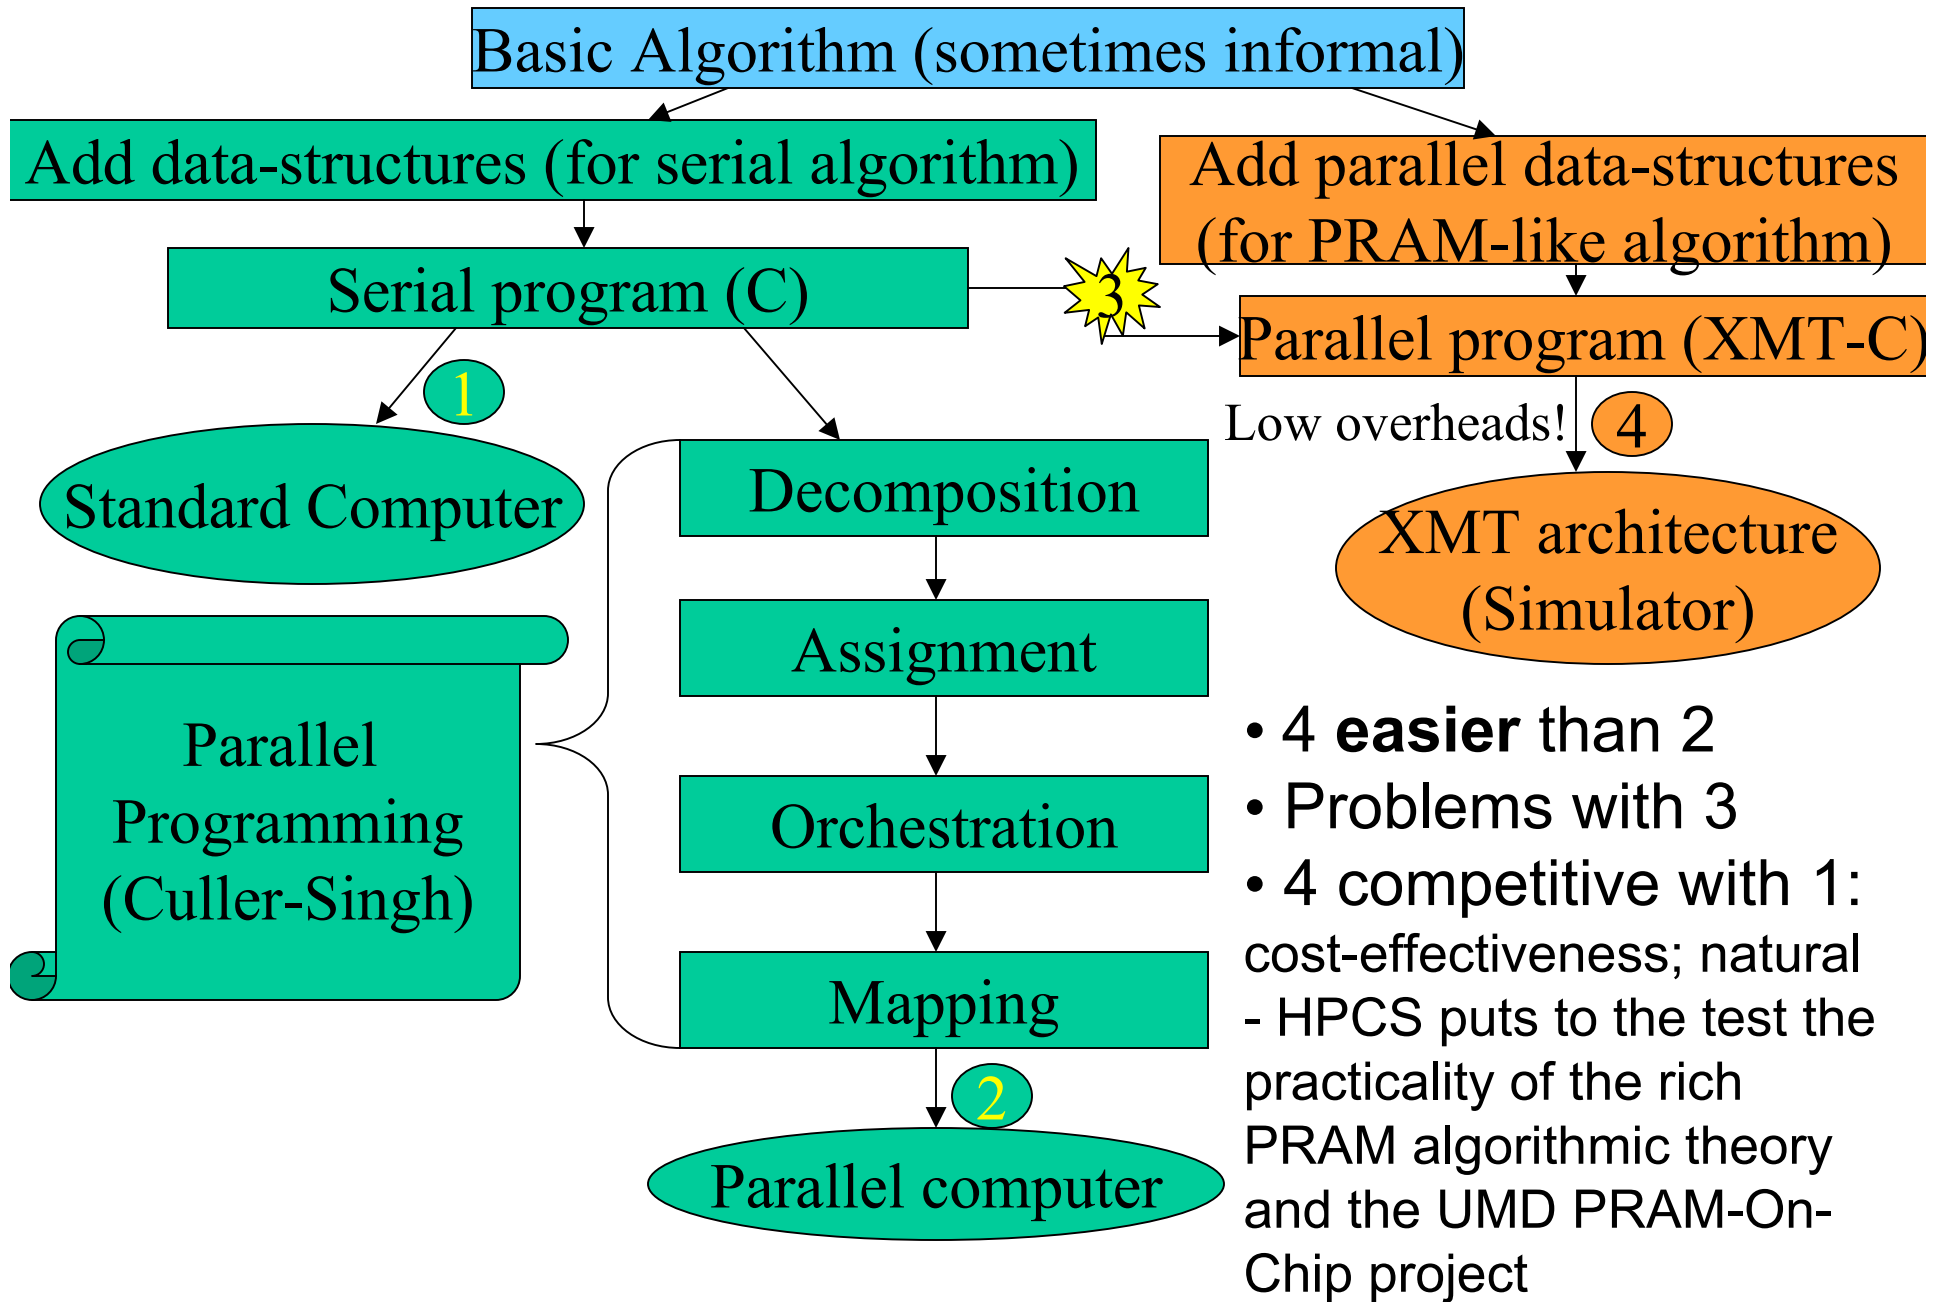 Basic Algorithm (sometimes informal)
Add data-structures (for serial algorithm)
Add parallel data-structures
(for PRAM-like algorithm)
Serial program (C)
3
Parallel program (XMT-C)
1
Low overheads!
4
Standard Computer
Decomposition
XMT architecture
(Simulator)
Assignment
Parallel
Programming
(Culler-Singh)
Orchestration
Mapping
2
Parallel computer
• 4 easier than 2
• Problems with 3
• 4 competitive with 1:
cost-effectiveness; natural
- HPCS puts to the test the
practicality of the rich
PRAM algorithmic theory
and the UMD PRAM-On-
Chip project